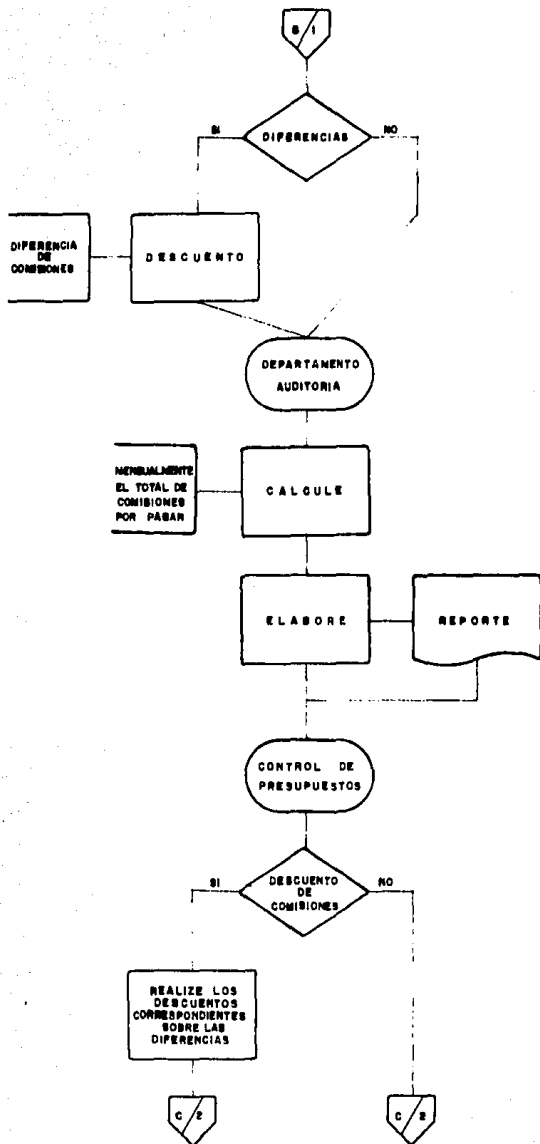 B/1
DIFERENCIAS
SI
NO
DIFERENCIA
DE
COMISIONES
DESCUENTO
DEPARTAMENTO
AUDITORIA
MENSUALMENTE
EL TOTAL DE
COMISIONES
POR PAGAR
CALCULE
ELABORE
REPORTE
CONTROL DE
PRESUPUESTOS
DESCUENTO
DE
COMISIONES
SI
NO
REALIZE LOS
DESCUENTOS
CORRESPONDIENTES
SOBRE LAS
DIFERENCIAS
C/2
C/2